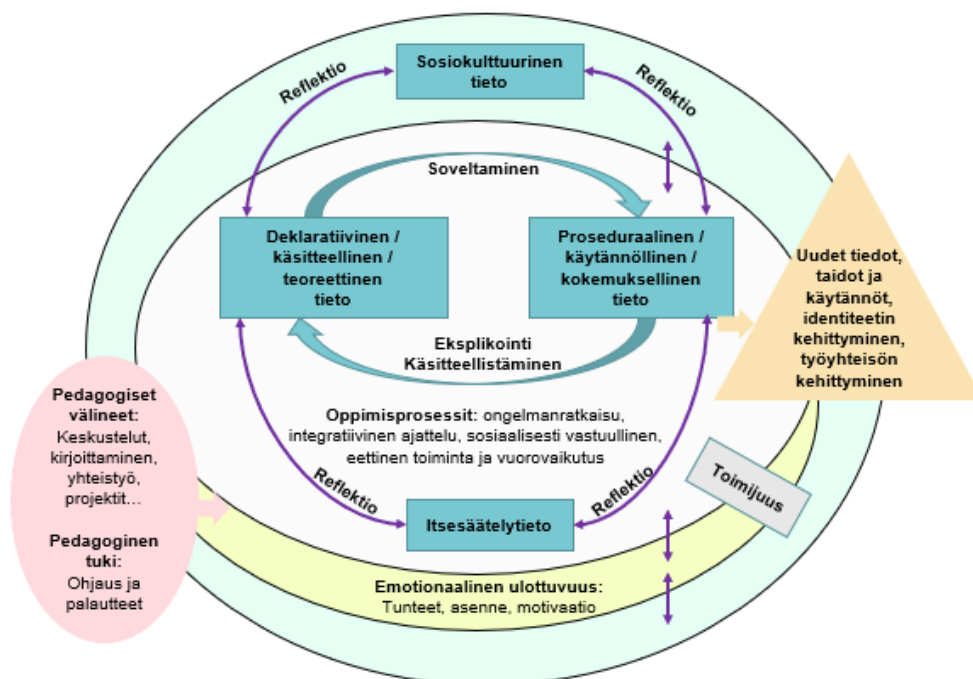 Sosiokulttuurinen
tieto
Reflektio
Reflektio
Soveltaminen
Deklaratiivinen /
käsitteellinen /
teoreettinen
tieto
Proseduraalinen /
käytännöllinen /
kokemuksellinen
tieto
Uudet tiedot,
taidot ja
käytännöt,
identiteetin
kehittyminen,
työyhteisön
kehittyminen
Eksplikointi
Käsitteellistäminen
Pedagogiset
välineet:
Keskustelut,
kirjoittaminen,
yhteistyö,
projektit...
Pedagoginen
tuki:
Ohjaus ja
palautteet
Oppimisprosessit: ongelmanratkaisu,
integratiivinen ajattelu, sosiaalisesti vastuullinen,
eettinen toiminta ja vuorovaikutus
Reflektio
Reflektio
Toimijuus
Itsesäätelytieto
Emotionaalinen ulottuvuus:
Tunteet, asenne, motivaatio